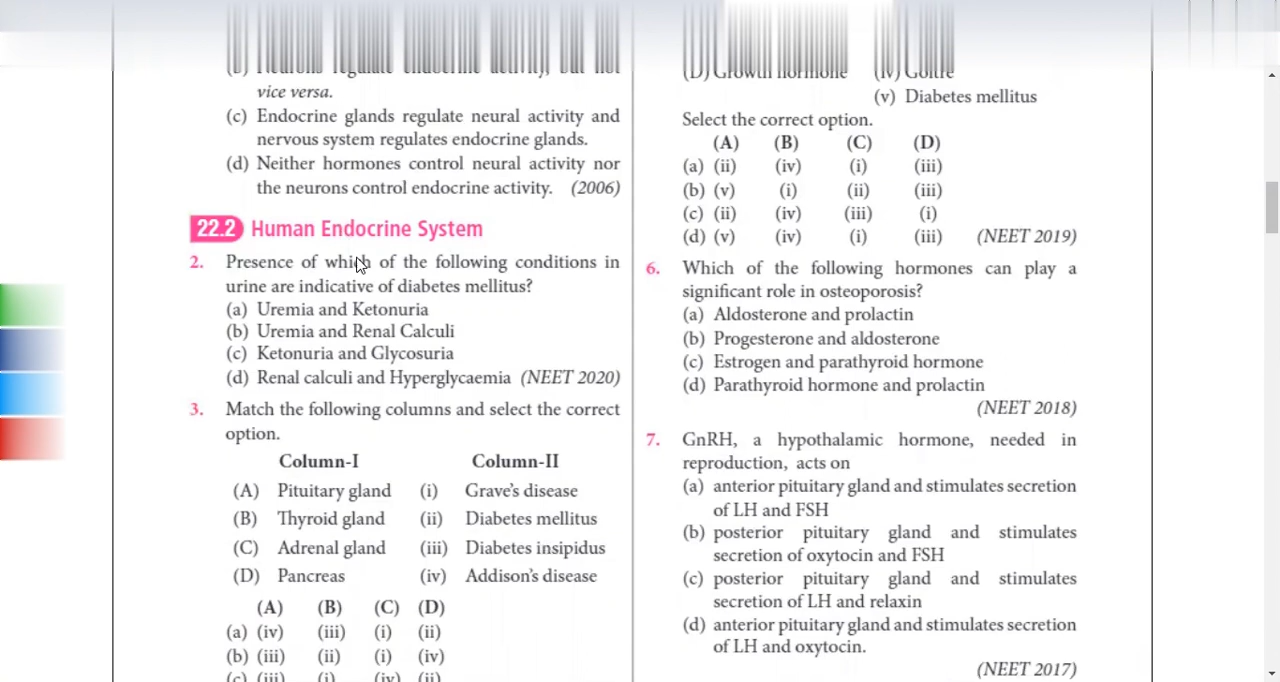 vice versa.
(c) Endocrine glands regulate neural activity and
nervous system regulates endocrine glands.
(d) Neither hormones control neural activity nor
the neurons control endocrine activity. (2006)
22.2 Human Endocrine System
2. Presence of which of the following conditions in
urine are indicative of diabetes mellitus?
(a) Uremia and Ketonuria
(b) Uremia and Renal Calculi
(c) Ketonuria and Glycosuria
(d) Renal calculi and Hyperglycaemia (NEET 2020)
3. Match the following columns and select the correct
option.
Column-I Column-II
(A) Pituitary gland (i) Grave's disease
(B) Thyroid gland (ii) Diabetes mellitus
(C) Adrenal gland (iii) Diabetes insipidus
(D) Pancreas (iv) Addison's disease
(A) (B) (C) (D)
(a) (iv) (iii) (i) (ii)
(b) (iii) (ii) (i) (iv)
(c) (iii) (i) (iv) (ii)
(D) Growth hormone (iv) Goitre
(v) Diabetes mellitus
Select the correct option.
(A) (B) (C) (D)
(a) (ii) (iv) (i) (iii)
(b) (v) (i) (ii) (iii)
(c) (ii) (iv) (iii) (i)
(d) (v) (iv) (i) (iii) (NEET 2019)
6. Which of the following hormones can play a
significant role in osteoporosis?
(a) Aldosterone and prolactin
(b) Progesterone and aldosterone
(c) Estrogen and parathyroid hormone
(d) Parathyroid hormone and prolactin
(NEET 2018)
7. GnRH, a hypothalamic hormone, needed in
reproduction, acts on
(a) anterior pituitary gland and stimulates secretion
of LH and FSH
(b) posterior pituitary gland and stimulates
secretion of oxytocin and FSH
(c) posterior pituitary gland and stimulates
secretion of LH and relaxin
(d) anterior pituitary gland and stimulates secretion
of LH and oxytocin.
(NEET 2017)